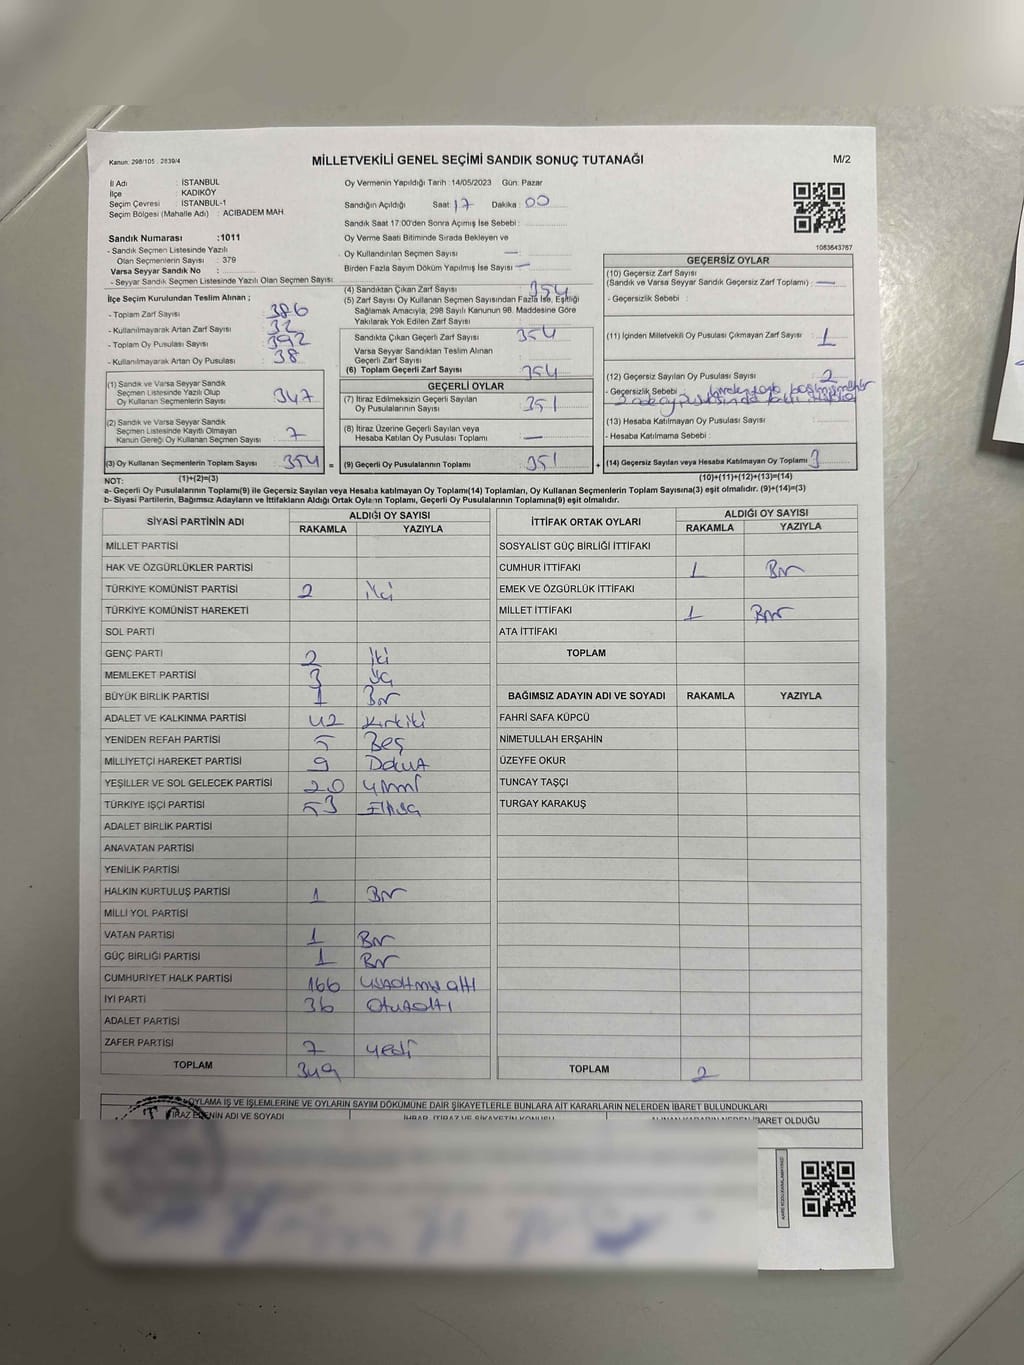 Kanun: 298/105 , 2839/4
MİLLETVEKİLİ GENEL SEÇİMİ SANDIK SONUÇ TUTANAĞI
M/2
İl Adı : İSTANBUL
İlçe : KADIKÖY
Seçim Çevresi : İSTANBUL-1
Seçim Bölgesi (Mahalle Adı) : ACIBADEM MAH.
Sandık Numarası :1011
- Sandık Seçmen Listesinde Yazılı
Olan Seçmenlerin Sayısı : 379
Varsa Seyyar Sandık No :
- Seyyar Sandık Seçmen Listesinde Yazılı Olan Seçmen Sayısı:
İlçe Seçim Kurulundan Teslim Alınan ;
- Toplam Zarf Sayısı 386
- Kullanılmayarak Artan Zarf Sayısı 32
- Toplam Oy Pusulası Sayısı 392
- Kullanılmayarak Artan Oy Pusulası 38
(1) Sandık ve Varsa Seyyar Sandık
Seçmen Listesinde Yazılı Olup
Oy Kullanan Seçmenlerin Sayısı 347
(2) Sandık ve Varsa Seyyar Sandık
Seçmen Listesinde Kayıtlı Olmayan
Kanun Gereği Oy Kullanan Seçmen Sayısı 7
(3) Oy Kullanan Seçmenlerin Toplam Sayısı 354 =
Oy Vermenin Yapıldığı Tarih : 14/05/2023 Gün: Pazar
Sandığın Açıldığı Saat: 17 Dakika: 00
Sandık Saat 17:00'den Sonra Açımış İse Sebebi :
Oy Verme Saati Bitiminde Sırada Bekleyen ve
Oy Kullandırılan Seçmen Sayısı —
Birden Fazla Sayım Döküm Yapılmış İse Sayısı —
(4) Sandıktan Çıkan Zarf Sayısı 354
(5) Zarf Sayısı Oy Kullanan Seçmen Sayısından Fazla İse, Eşitliği
Sağlamak Amacıyla, 298 Sayılı Kanunun 98. Maddesine Göre
Yakılarak Yok Edilen Zarf Sayısı
Sandıkta Çıkan Geçerli Zarf Sayısı 354
Varsa Seyyar Sandıktan Teslim Alınan
Geçerli Zarf Sayısı
(6) Toplam Geçerli Zarf Sayısı 354
GEÇERLİ OYLAR
(7) İtiraz Edilmeksizin Geçerli Sayılan
Oy Pusulalarının Sayısı 351
(8) İtiraz Üzerine Geçerli Sayılan veya
Hesaba Katılan Oy Pusulası Toplamı —
(9) Geçerli Oy Pusulalarının Toplamı 351 +
1083643767
GEÇERSİZ OYLAR
(10) Geçersiz Zarf Sayısı
(Sandık ve Varsa Seyyar Sandık Geçersiz Zarf Toplamı) : —
- Geçersizlik Sebebi :
(11) İçinden Milletvekili Oy Pusulası Çıkmayan Zarf Sayısı 1
(12) Geçersiz Sayılan Oy Pusulası Sayısı 2
- Geçersizlik Sebebi :
(13) Hesaba Katılmayan Oy Pusulası Sayısı :
- Hesaba Katılmama Sebebi :
(14) Geçersiz Sayılan veya Hesaba Katılmayan Oy Toplamı 3
NOT: (1)+(2)=(3) (10)+(11)+(12)+(13)=(14)
a- Geçerli Oy Pusulalarının Toplamı(9) ile Geçersiz Sayılan veya Hesaba katılmayan Oy Toplamı(14) Toplamları, Oy Kullanan Seçmenlerin Toplam Sayısına(3) eşit olmalıdır. (9)+(14)=(3)
b- Siyasi Partilerin, Bağımsız Adayların ve İttifakların Aldığı Ortak Oyların Toplamı, Geçerli Oy Pusulalarının Toplamına(9) eşit olmalıdır.
SİYASİ PARTİNİN ADI ALDIĞI OY SAYISI
RAKAMLA YAZIYLA
MİLLET PARTİSİ
HAK VE ÖZGÜRLÜKLER PARTİSİ
TÜRKİYE KOMÜNİST PARTİSİ 2 iki
TÜRKİYE KOMÜNİST HAREKETİ
SOL PARTİ
GENÇ PARTİ 2 iki
MEMLEKET PARTİSİ 3 üç
BÜYÜK BİRLİK PARTİSİ 1 Bir
ADALET VE KALKINMA PARTİSİ 42 kırkiki
YENİDEN REFAH PARTİSİ 5 Beş
MİLLİYETÇİ HAREKET PARTİSİ 9 Dokuz
YEŞİLLER VE SOL GELECEK PARTİSİ 20 yirmi
TÜRKİYE İŞÇİ PARTİSİ 53 Elliüç
ADALET BİRLİK PARTİSİ
ANAVATAN PARTİSİ
YENİLİK PARTİSİ
HALKIN KURTULUŞ PARTİSİ 1 Bir
MİLLİ YOL PARTİSİ
VATAN PARTİSİ 1 Bir
GÜÇ BİRLİĞİ PARTİSİ 1 Bir
CUMHURİYET HALK PARTİSİ 166 yüzaltmışaltı
İYİ PARTİ 36 otuzaltı
ADALET PARTİSİ
ZAFER PARTİSİ 7 yedi
TOPLAM 349
İTTİFAK ORTAK OYLARI ALDIĞI OY SAYISI
RAKAMLA YAZIYLA
SOSYALİST GÜÇ BİRLİĞİ İTTİFAKI
CUMHUR İTTİFAKI 1 Bir
EMEK VE ÖZGÜRLÜK İTTİFAKI
MİLLET İTTİFAKI 1 Bir
ATA İTTİFAKI
TOPLAM
BAĞIMSIZ ADAYIN ADI VE SOYADI RAKAMLA YAZIYLA
FAHRİ SAFA KÜPCÜ
NİMETULLAH ERŞAHİN
ÜZEYFE OKUR
TUNCAY TAŞÇI
TURGAY KARAKUŞ
TOPLAM 2
OYLAMA İŞ VE İŞLEMLERİNE VE OYLARIN SAYIM DÖKÜMÜNE DAİR ŞİKAYETLERLE BUNLARA AİT KARARLARIN NELERDEN İBARET BULUNDUKLARI